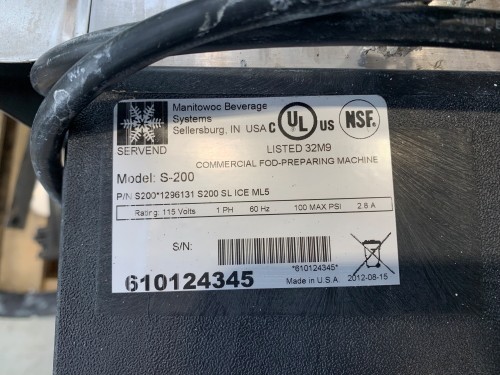 Manitowoc Beverage
Systems
Sellersburg, IN USA
C UL US
NSF®
SERVEND
LISTED 32M9
COMMERCIAL FOD-PREPARING MACHINE
Model: S-200
P/N S200*1296131 S200 SL ICE ML5
Rating: 115 Volts 1 PH 60 Hz 100 MAX PSI 2.8 A
S/N:
*610124345*
610124345
Made in U.S.A
2012-08-15